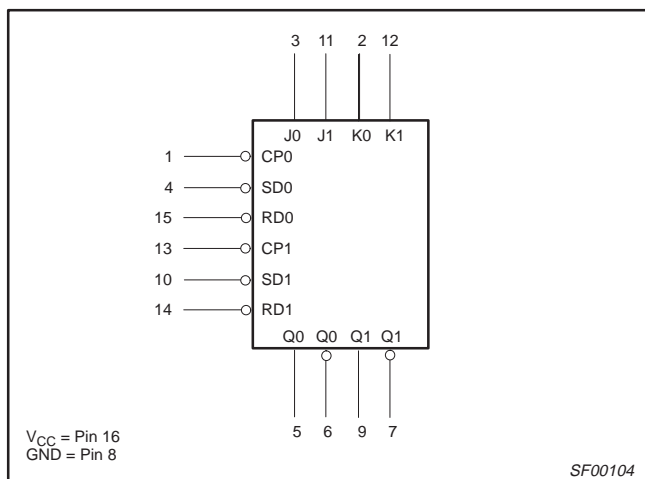 3 11 2 12
J0 J1 K0 K1
1 CP0
4 SD0
15 RD0
13 CP1
10 SD1
14 RD1
Q0 Q0 Q1 Q1
5 6 9 7
VCC = Pin 16
GND = Pin 8
SF00104